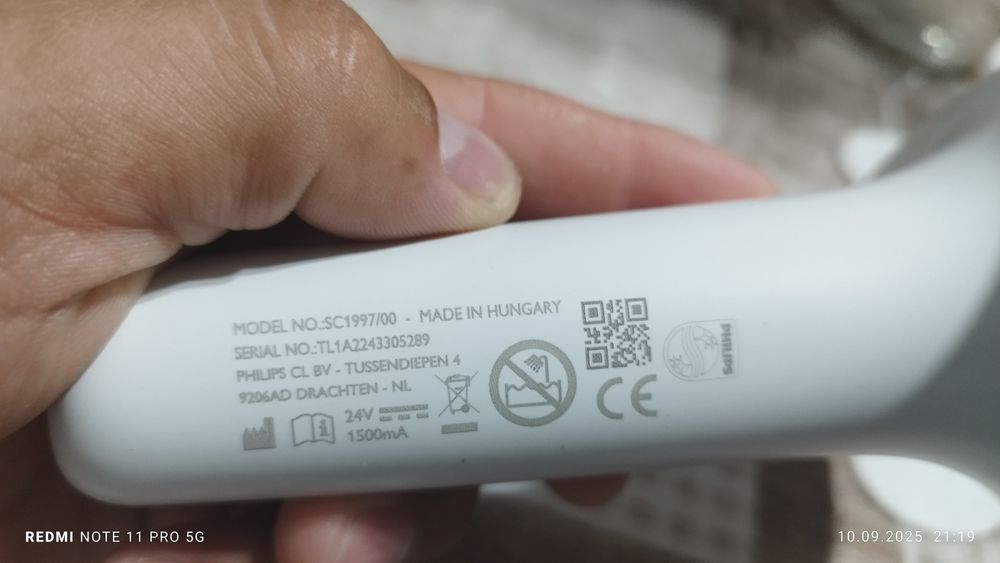 MODEL NO.:SC1997/00 - MADE IN HUNGARY
SERIAL NO.:TL1A2243305289
PHILIPS CL BV - TUSSENDIEPEN 4
9206AD DRACHTEN - NL
24V
1500mA
CE
PHILIPS
REDMI NOTE 11 PRO 5G
10.09.2025 21:19